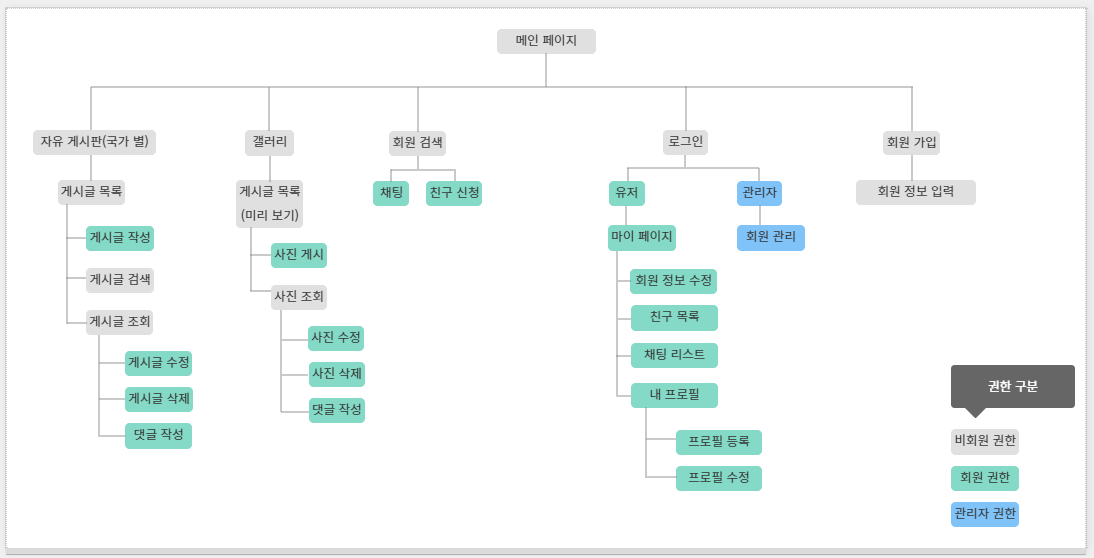 메인 페이지
자유 게시판(국가 별)
갤러리
회원 검색
로그인
회원 가입
게시글 목록
게시글 작성
게시글 검색
게시글 조회
게시글 수정
게시글 삭제
댓글 작성
게시글 목록
(미리 보기)
사진 게시
사진 조회
사진 수정
사진 삭제
댓글 작성
채팅
친구 신청
유저
마이 페이지
회원 정보 수정
친구 목록
채팅 리스트
내 프로필
프로필 등록
프로필 수정
관리자
회원 관리
회원 정보 입력
권한 구분
비회원 권한
회원 권한
관리자 권한